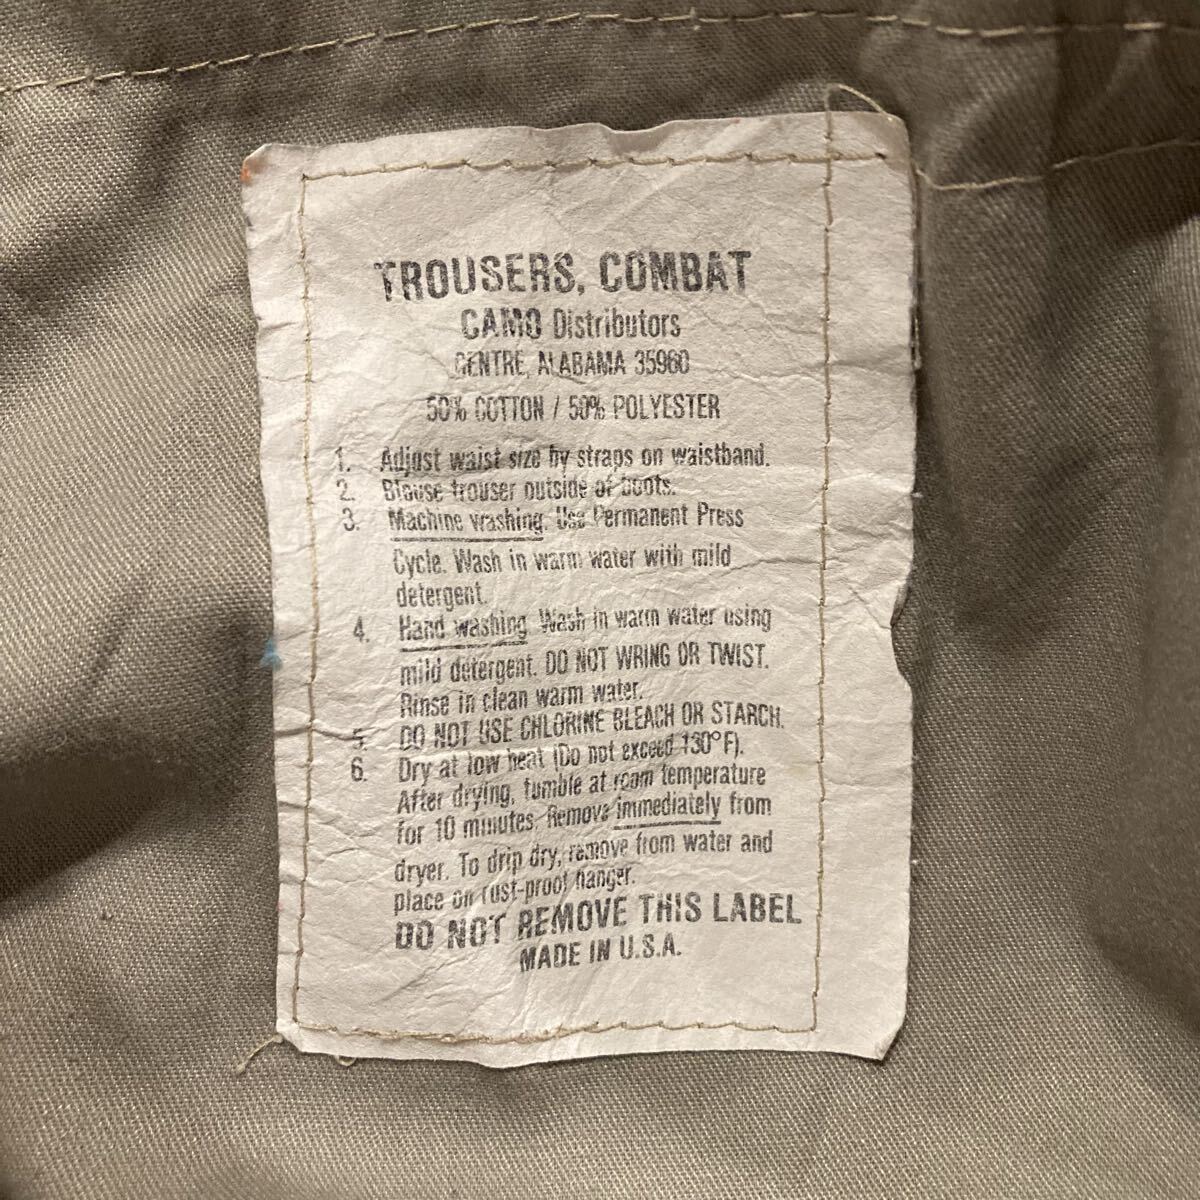 TROUSERS, COMBAT
CAMO Distributors
CENTRE, ALABAMA 35960
50% COTTON / 50% POLYESTER
1. Adjust waist size by straps on waistband.
2. Blouse trouser outside of boots.
3. Machine washing. Use Permanent Press
Cycle. Wash in warm water with mild
detergent.
4. Hand washing. Wash in warm water using
mild detergent. DO NOT WRING OR TWIST.
Rinse in clean warm water.
5. DO NOT USE CHLORINE BLEACH OR STARCH.
6. Dry at low heat (Do not exceed 130°F).
After drying, tumble at room temperature
for 10 minutes. Remove immediately from
dryer. To drip dry, remove from water and
place on rust-proof hanger.
DO NOT REMOVE THIS LABEL
MADE IN U.S.A.